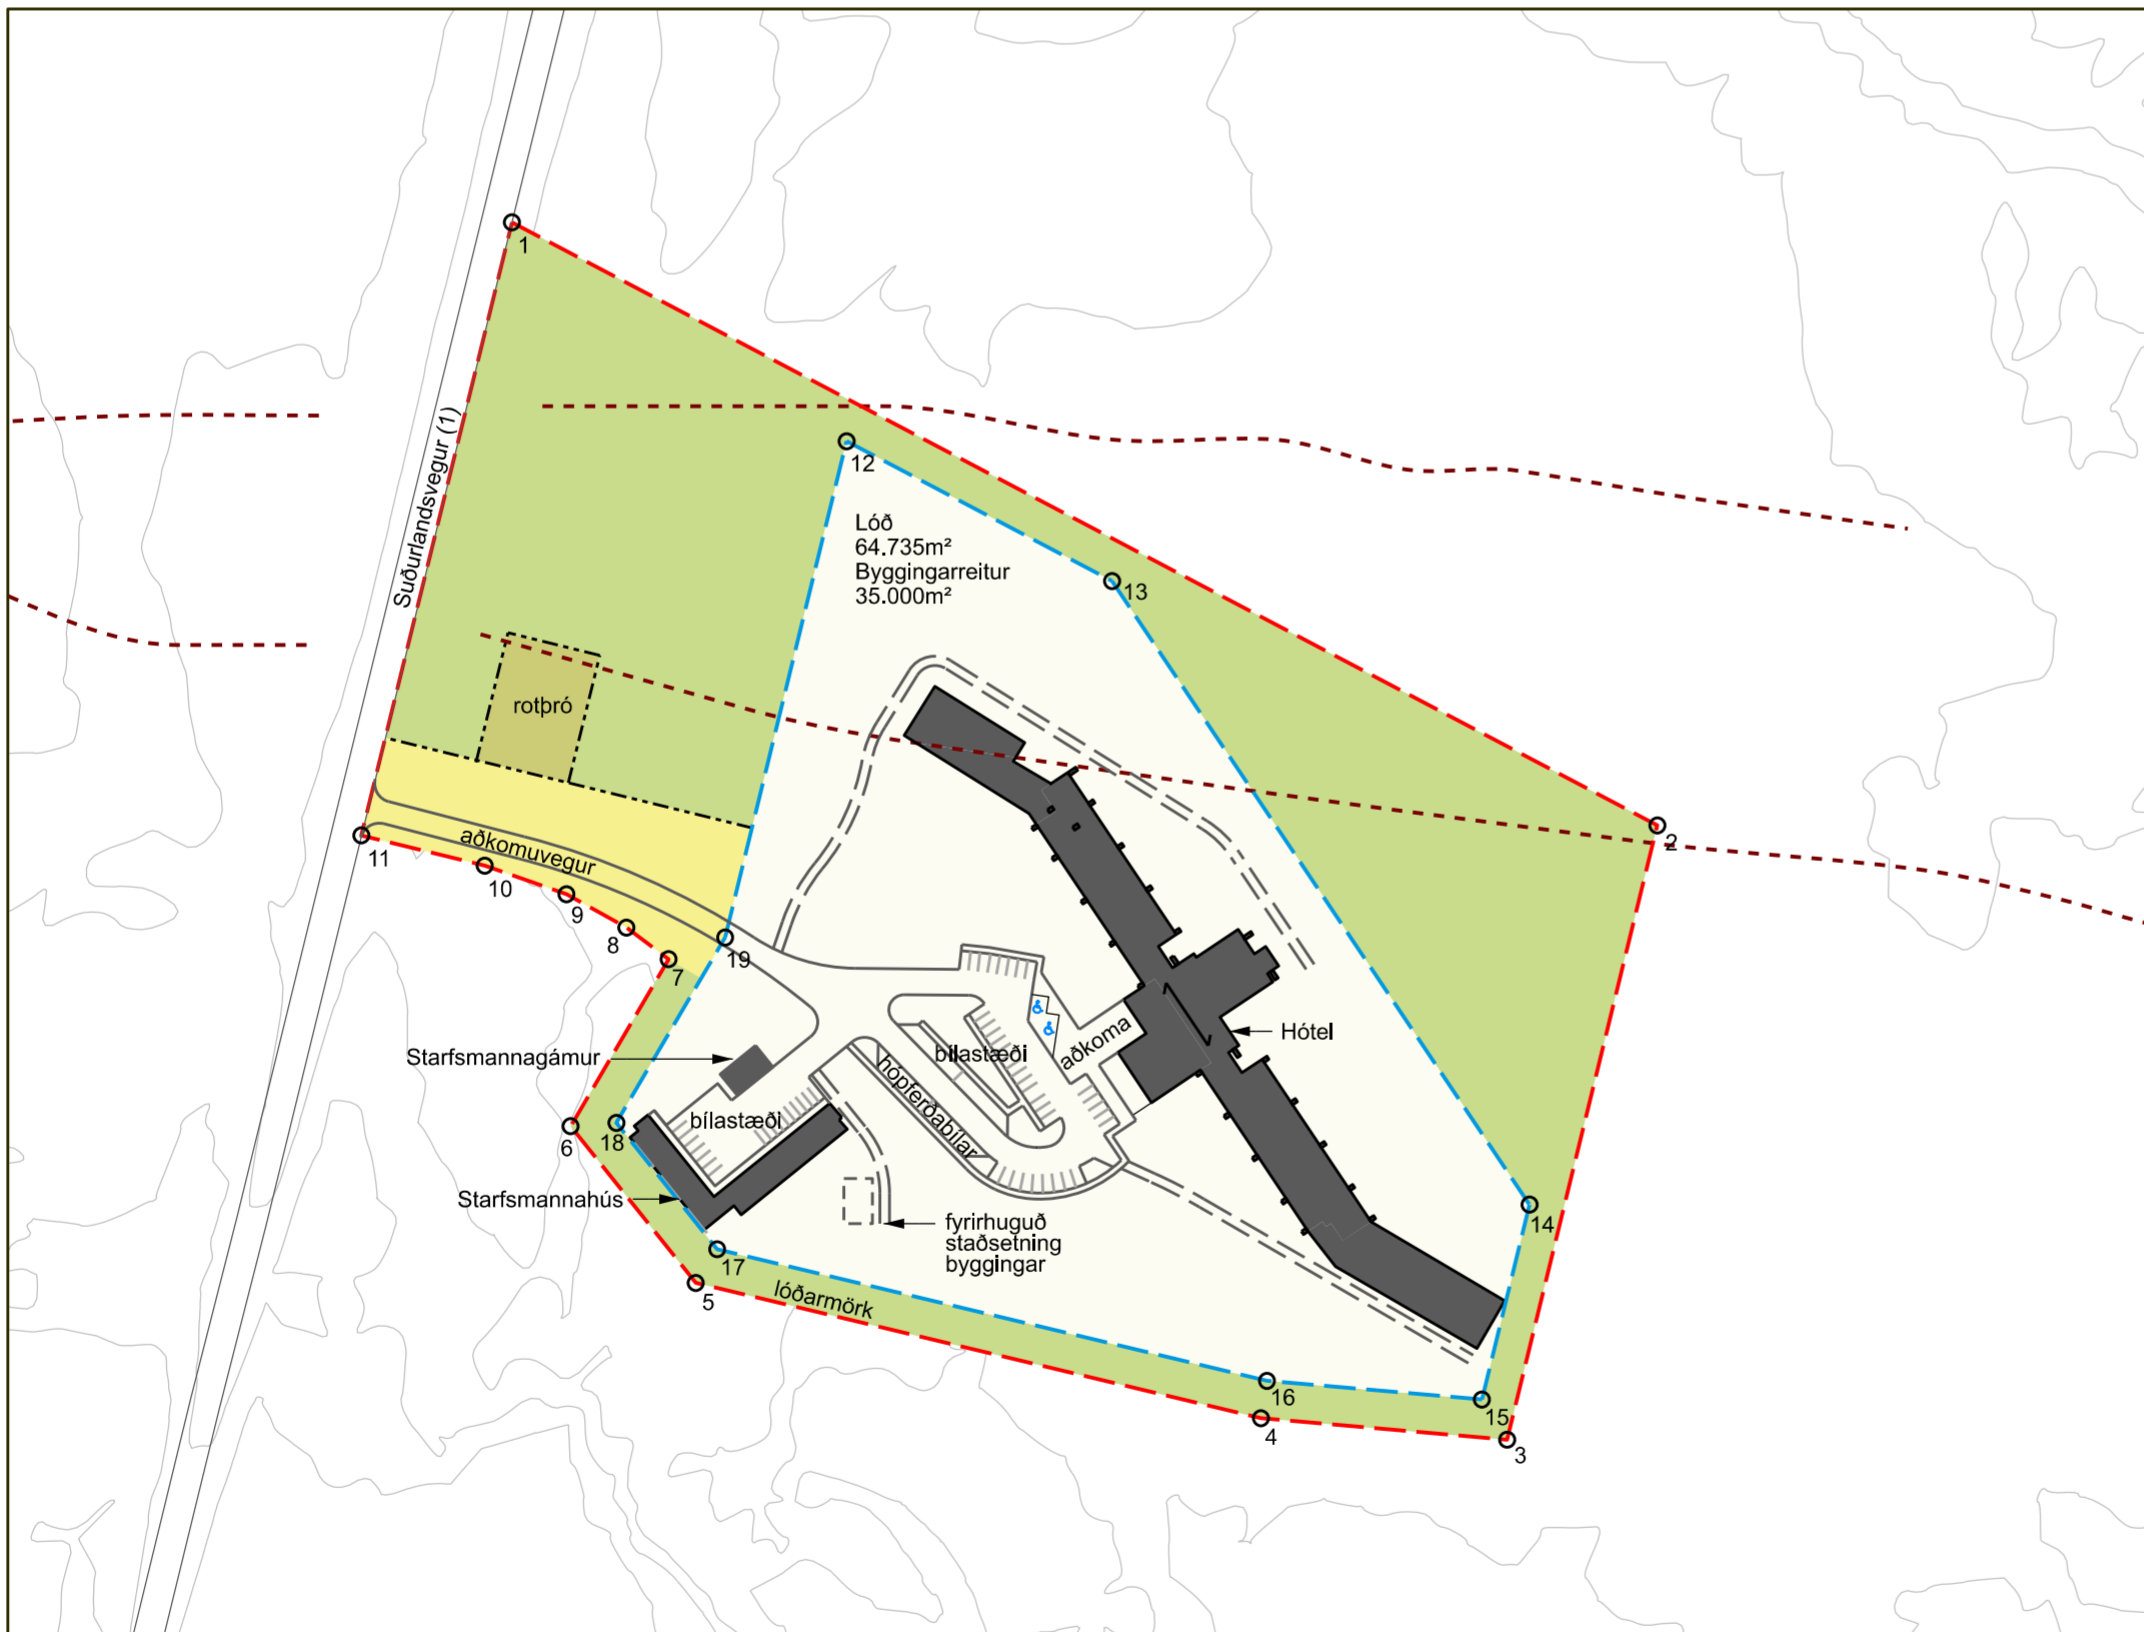 1
Suðurlandsvegur (1)
12
Lóð
64.735m²
Byggingarreitur
35.000m²
13
rotþró
2
11
aðkomuvegur
10
9
8
7
19
Starfsmannagámur
bílastæði
aðkoma
Hótel
hópferðabílar
bílastæði
6
18
Starfsmannahús
14
fyrirhuguð
staðsetning
byggingar
17
5
lóðarmörk
16
15
4
3